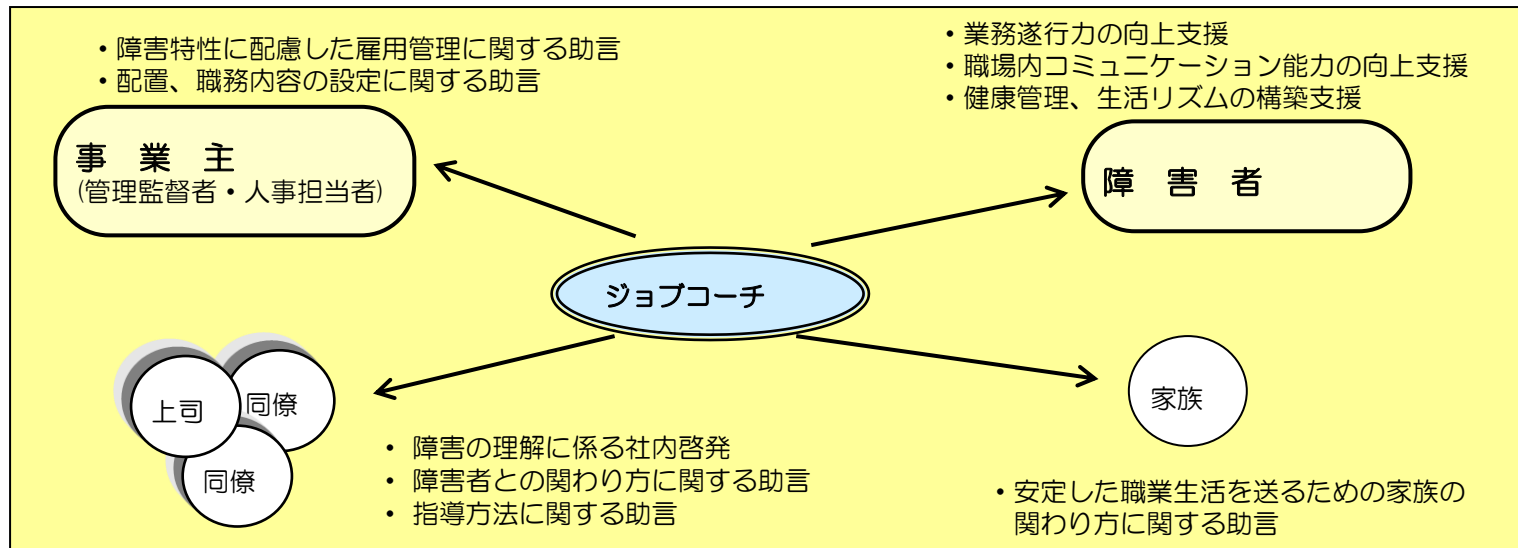 ・障害特性に配慮した雇用管理に関する助言
・配置、職務内容の設定に関する助言
事　業　主
(管理監督者・人事担当者)
・業務遂行力の向上支援
・職場内コミュニケーション能力の向上支援
・健康管理、生活リズムの構築支援
障　害　者
ジョブコーチ
上司
同僚
同僚
・ 障害の理解に係る社内啓発
・ 障害者との関わり方に関する助言
・ 指導方法に関する助言
家族
・安定した職業生活を送るための家族の
関わり方に関する助言